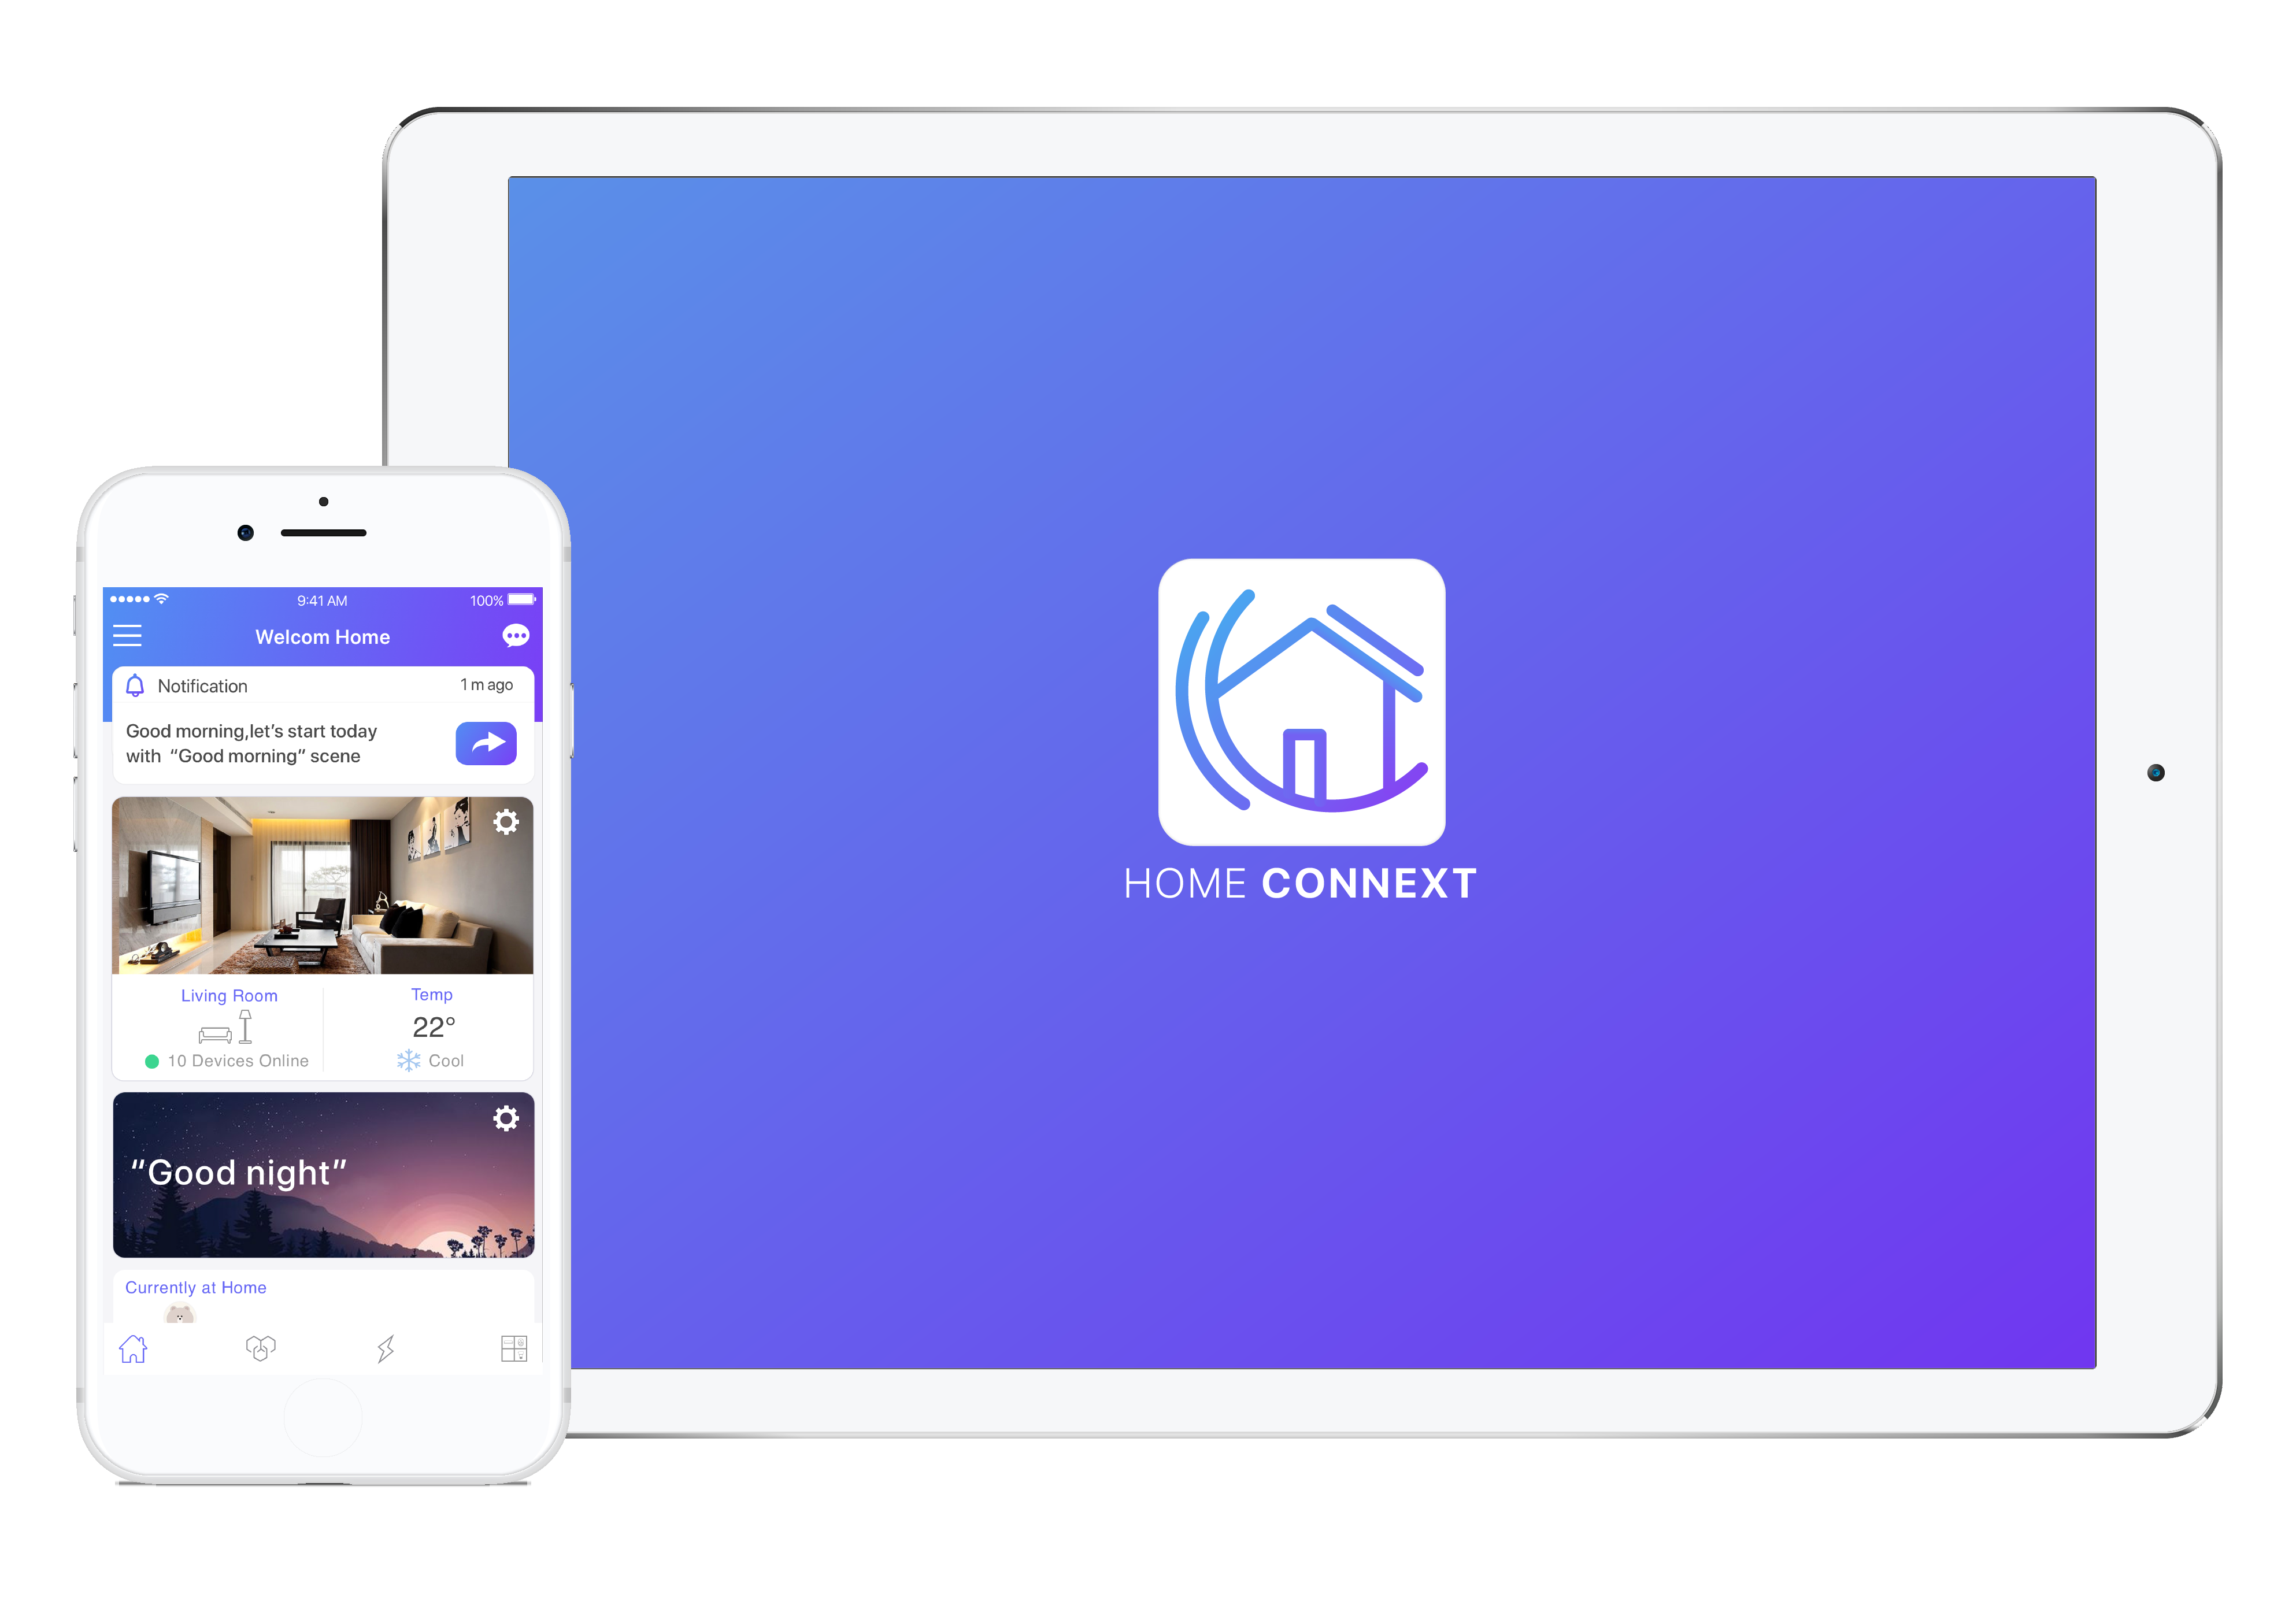 9:41 AM
100%
Welcom Home
Notification
1 m ago
Good morning,let’s start today
with “Good morning” scene
Living Room
10 Devices Online
Temp
22°
Cool
“Good night”
Currently at Home
HOME CONNEXT